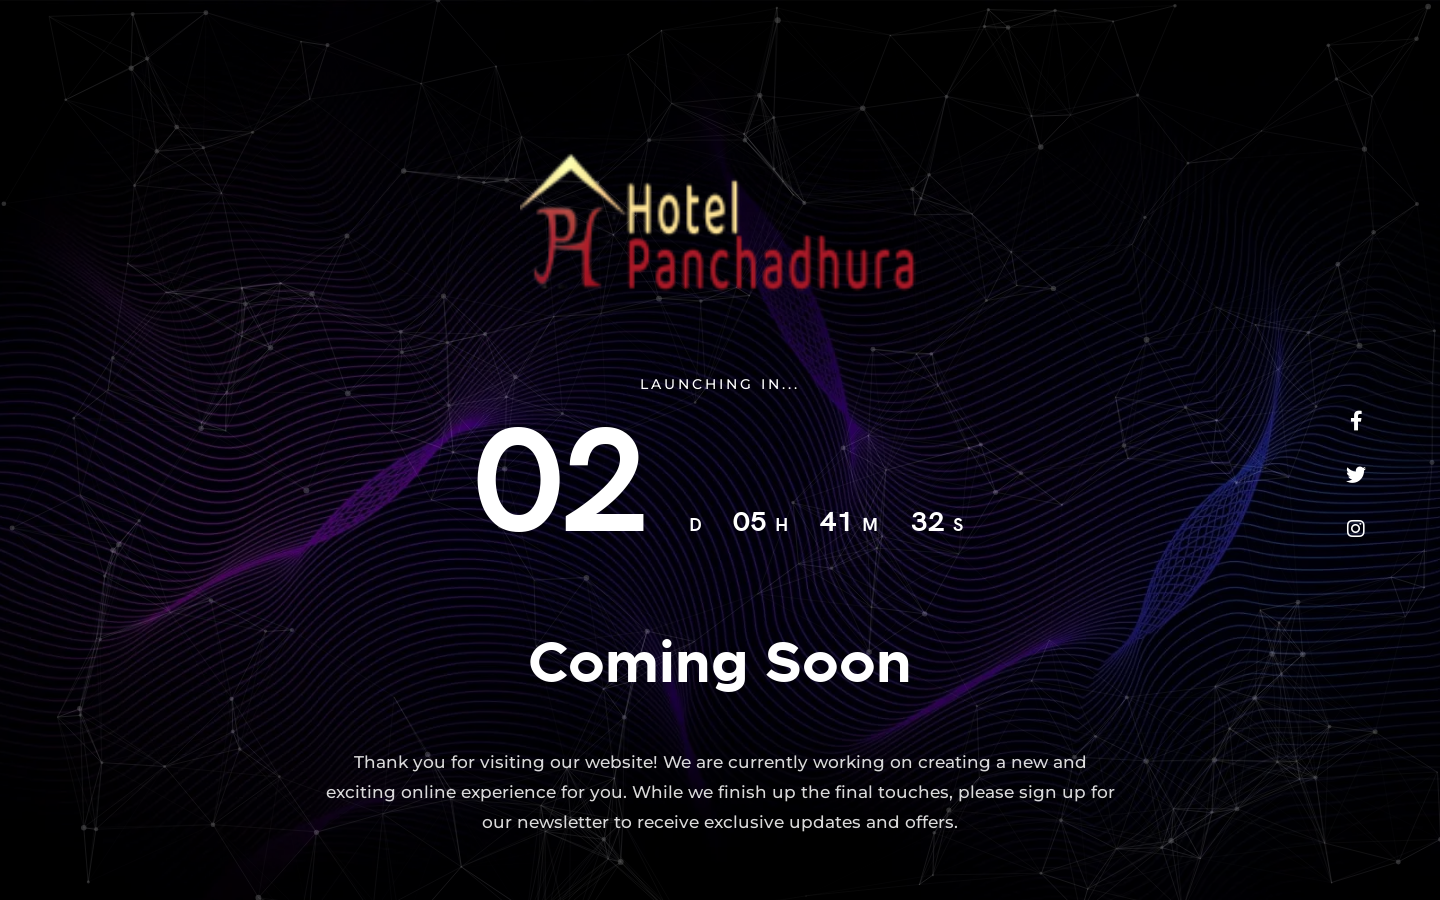 Hotel
PH Panchadhura
LAUNCHING IN...
02 D 05 H 41 M 32 S
Coming Soon
Thank you for visiting our website! We are currently working on creating a new and
exciting online experience for you. While we finish up the final touches, please sign up for
our newsletter to receive exclusive updates and offers.